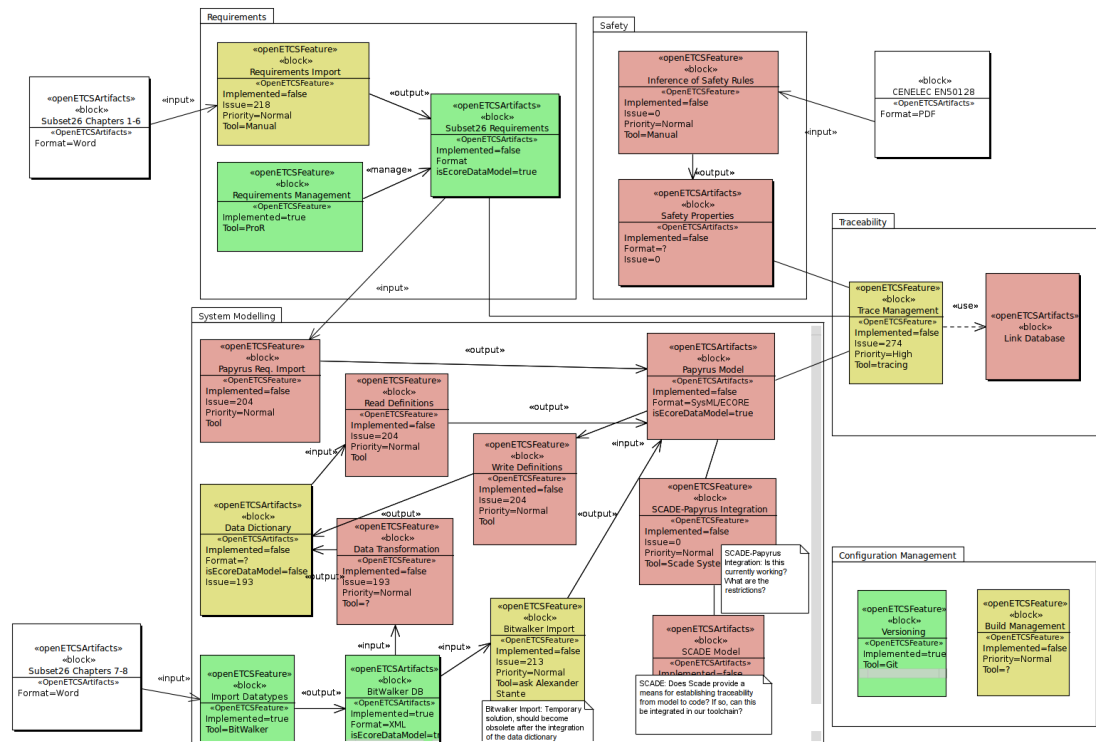 Requirements
«openETCSFeature»
«block»
Requirements Import
«OpenETCSFeature»
Implemented=false
Issue=218
Priority=Normal
Tool=Manual
«openETCSArtifacts»
«block»
Subset26 Chapters 1-6
«OpenETCSArtifacts»
Format=Word
«input»
«output»
«openETCSArtifacts»
«block»
Subset26 Requirements
«OpenETCSArtifacts»
Implemented=false
Format
isEcoreDataModel=true
«manage»
«openETCSFeature»
«block»
Requirements Management
«OpenETCSFeature»
Implemented=true
Tool=ProR
«input»
Safety
«openETCSFeature»
«block»
Inference of Safety Rules
«OpenETCSFeature»
Implemented=false
Issue=0
Priority=Normal
Tool=Manual
«block»
CENELEC EN50128
«OpenETCSArtifacts»
Format=PDF
«input»
«output»
«openETCSArtifacts»
«block»
Safety Properties
«OpenETCSArtifacts»
Implemented=false
Format=?
Issue=0
Traceability
«openETCSFeature»
«block»
Trace Management
«OpenETCSFeature»
Implemented=false
Issue=274
Priority=High
Tool=tracing
«use»
«openETCSArtifacts»
«block»
Link Database
System Modelling
«openETCSFeature»
«block»
Papyrus Req. Import
«OpenETCSFeature»
Implemented=false
Issue=204
Priority=Normal
Tool
«output»
«openETCSFeature»
«block»
Read Definitions
«OpenETCSFeature»
Implemented=false
Issue=204
Priority=Normal
Tool
«output»
«openETCSArtifacts»
«block»
Papyrus Model
«OpenETCSArtifacts»
Implemented=false
Format=SysML/ECORE
isEcoreDataModel=true
«input»
«input»
«openETCSFeature»
«block»
Write Definitions
«OpenETCSFeature»
Implemented=false
Issue=204
Priority=Normal
Tool
«output»
«openETCSFeature»
«block»
SCADE-Papyrus Integration
«OpenETCSFeature»
Implemented=false
Issue=0
Priority=Normal
Tool=Scade Syste
SCADE-Papyrus
Integration: Is this
currently working?
What are the
restrictions?
«openETCSArtifacts»
«block»
Data Dictionary
«OpenETCSArtifacts»
Implemented=false
Format=?
isEcoreDataModel=false
Issue=193
«output»
«output»
«openETCSFeature»
«block»
Data Transformation
«OpenETCSFeature»
Implemented=false
Issue=193
Priority=Normal
Tool=?
«input»
«input»
«openETCSFeature»
«block»
Bitwalker Import
«OpenETCSFeature»
Implemented=false
Issue=213
Priority=Normal
Tool=ask Alexander
Stante
Bitwalker Import: Temporary
solution, should become
obsolete after the integration
of the data dictionary
«openETCSArtifacts»
«block»
SCADE Model
«OpenETCSArtifacts»
Implemented=false
SCADE: Does Scade provide a
means for establishing traceability
from model to code? If so, can this
be integrated in our toolchain?
«openETCSArtifacts»
«block»
Subset26 Chapters 7-8
«OpenETCSArtifacts»
Format=Word
«input»
«openETCSFeature»
«block»
Import Datatypes
«OpenETCSFeature»
Implemented=true
Tool=BitWalker
«output»
«openETCSArtifacts»
«block»
BitWalker DB
«OpenETCSArtifacts»
Implemented=true
Format=XML
isEcoreDataModel=tr
Configuration Management
«openETCSFeature»
«block»
Versioning
«OpenETCSFeature»
Implemented=true
Tool=Git
«openETCSFeature»
«block»
Build Management
«OpenETCSFeature»
Implemented=false
Priority=Normal
Tool=?